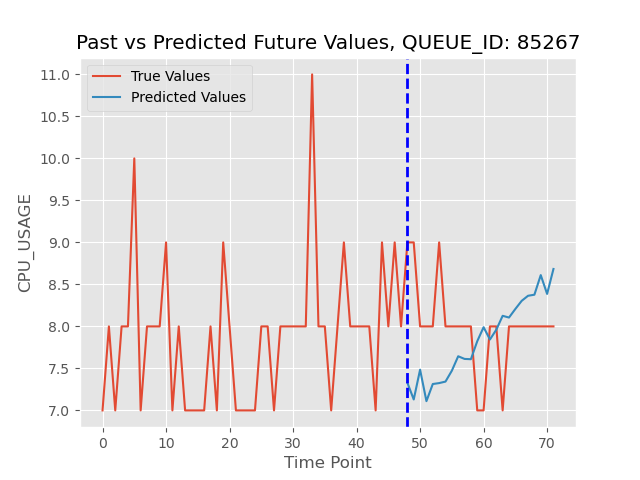 Past vs Predicted Future Values, QUEUE_ID: 85267
True Values
Predicted Values
11.0
10.5
10.0
9.5
9.0
8.5
8.0
7.5
7.0
CPU_USAGE
0 10 20 30 40 50 60 70
Time Point